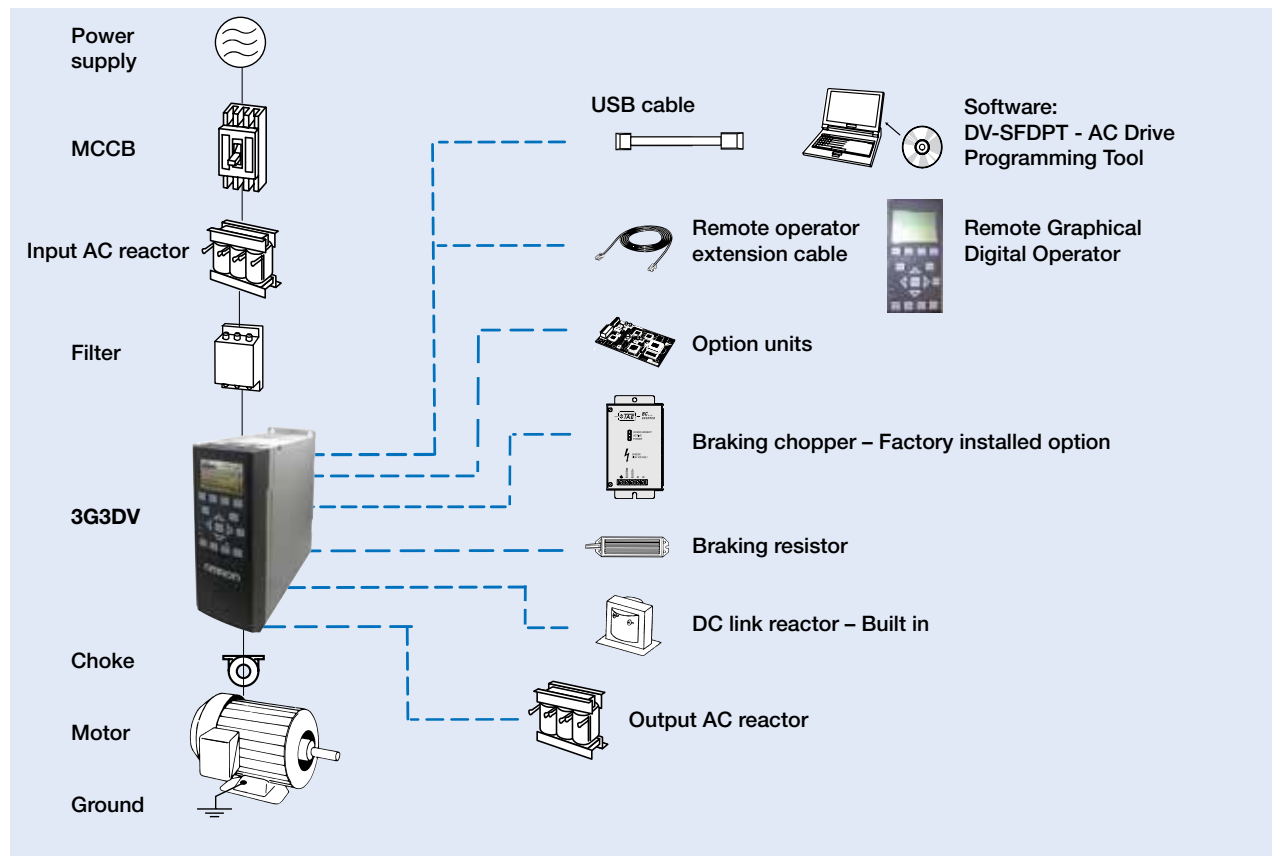 Power
supply
MCCB
Input AC reactor
Filter
3G3DV
OMRON
Choke
Motor
Ground
USB cable
Software:
DV-SFDPT - AC Drive
Programming Tool
Remote operator
extension cable
Remote Graphical
Digital Operator
Option units
Braking chopper – Factory installed option
Braking resistor
DC link reactor – Built in
Output AC reactor